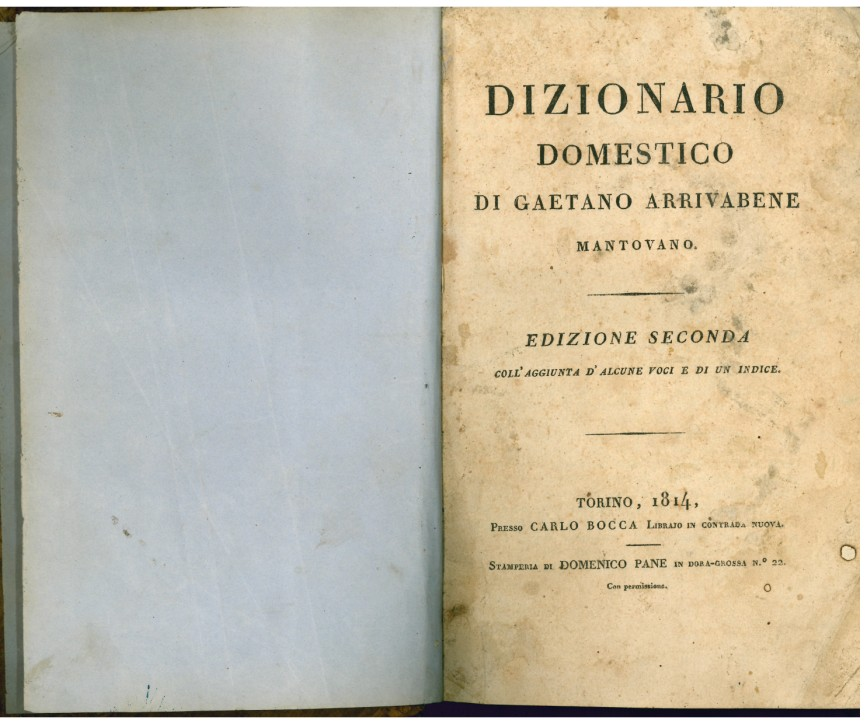 DIZIONARIO
DOMESTICO
DI GAETANO ARRIVABENE
MANTOVANO.
EDIZIONE SECONDA
COLL'AGGIUNTA D'ALCUNE VOCI E DI UN INDICE.
TORINO, 1814,
PRESSO CARLO BOCCA LIBRAJO IN CONTRADA NUOVA.
STAMPERIA DI DOMENICO PANE IN DORA-GROSSA N.º 22.
Con permissione.